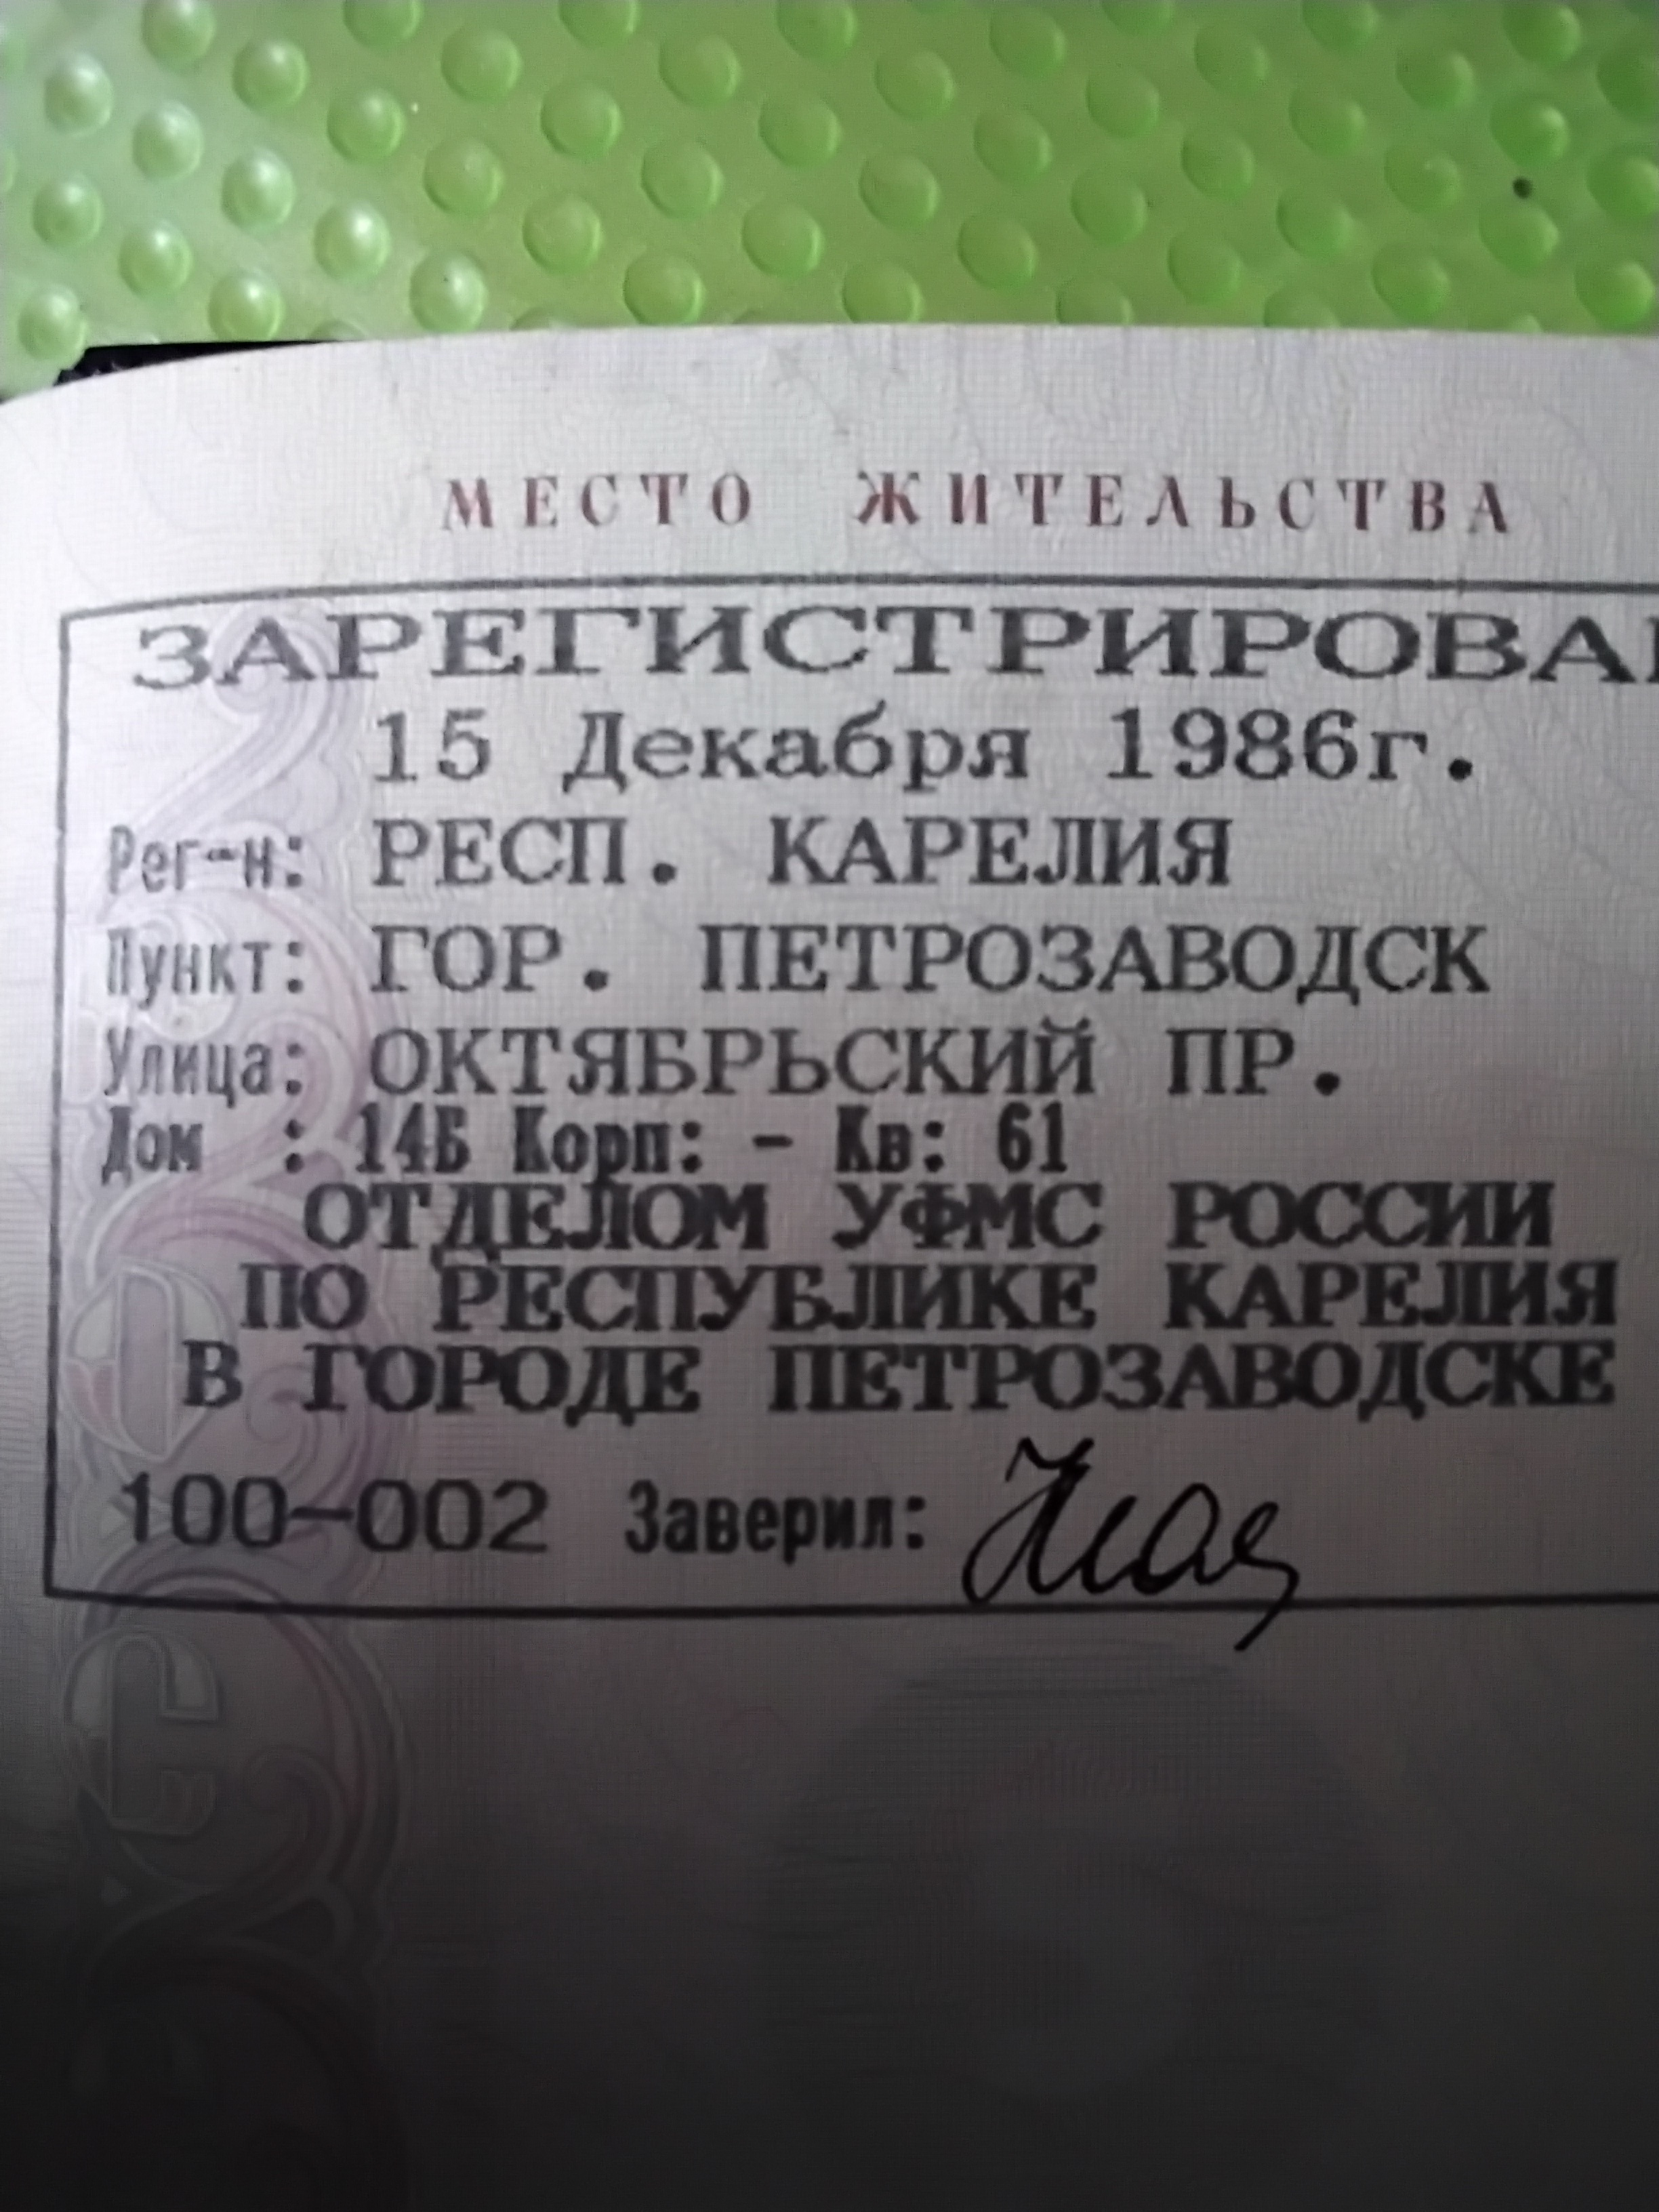 МЕСТО ЖИТЕЛЬСТВА
ЗАРЕГИСТРИРОВА
15 Декабря 1986г.
Рег-н: РЕСП. КАРЕЛИЯ
Пункт: ГОР. ПЕТРОЗАВОДСК
Улица: ОКТЯБРЬСКИЙ ПР.
Дом : 14Б Корп: - Кв: 61
ОТДЕЛОМ УФМС РОССИИ
ПО РЕСПУБЛИКЕ КАРЕЛИЯ
В ГОРОДЕ ПЕТРОЗАВОДСКЕ
100-002 Заверил: